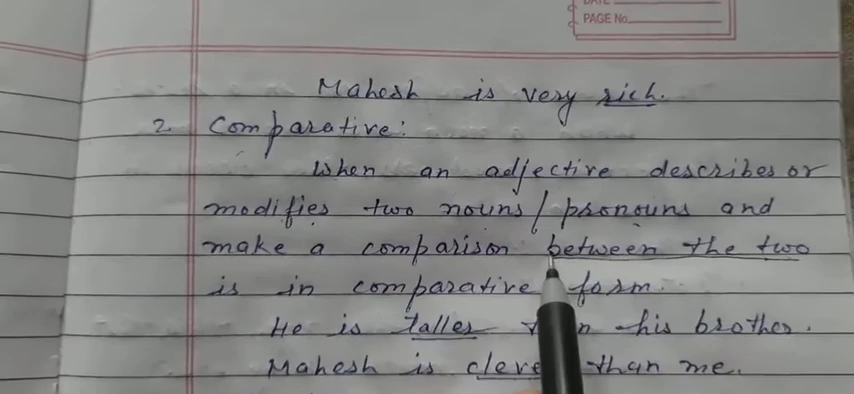 DATE
PAGE No.
Mahesh is very rich.
2 Comparative:
When an adjective describes or
modifies two nouns/pronouns and
make a comparison between the two
is in comparative form.
He is taller his brother.
Mahesh is than me.